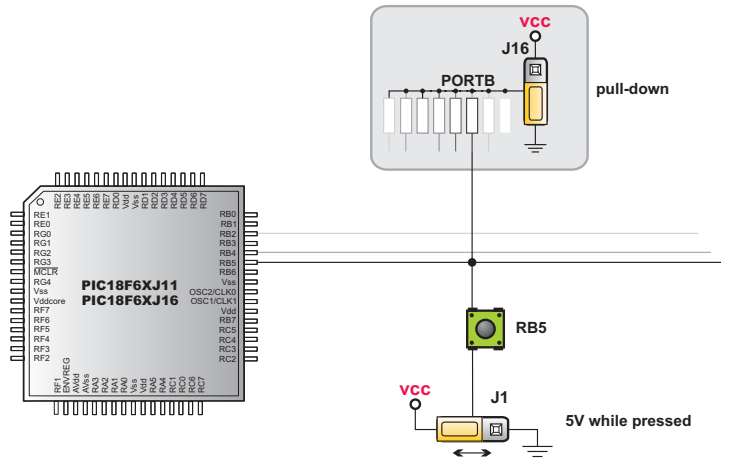 VCC
J16
PORTB
pull-down
RE2
RE3
RE4
RE5
RE6
RE7
RD0
Vdd
Vss
RD1
RD2
RD3
RD4
RD5
RD6
RD7
RE1
RE0
RG0
RG1
RG2
RG3
MCLR
RG4
Vss
Vddcore
RF7
RF6
RF5
RF4
RF3
RF2
PIC18F6XJ11
PIC18F6XJ16
RB0
RB1
RB2
RB3
RB4
RB5
RB6
Vss
OSC2/CLK0
OSC1/CLK1
Vdd
RB7
RC5
RC4
RC3
RC2
RF1
ENVREG
AVdd
AVss
RA3
RA2
RA1
RA0
Vss
Vdd
RA5
RA4
RC1
RC0
RC6
RC7
RB5
VCC
J1
5V while pressed